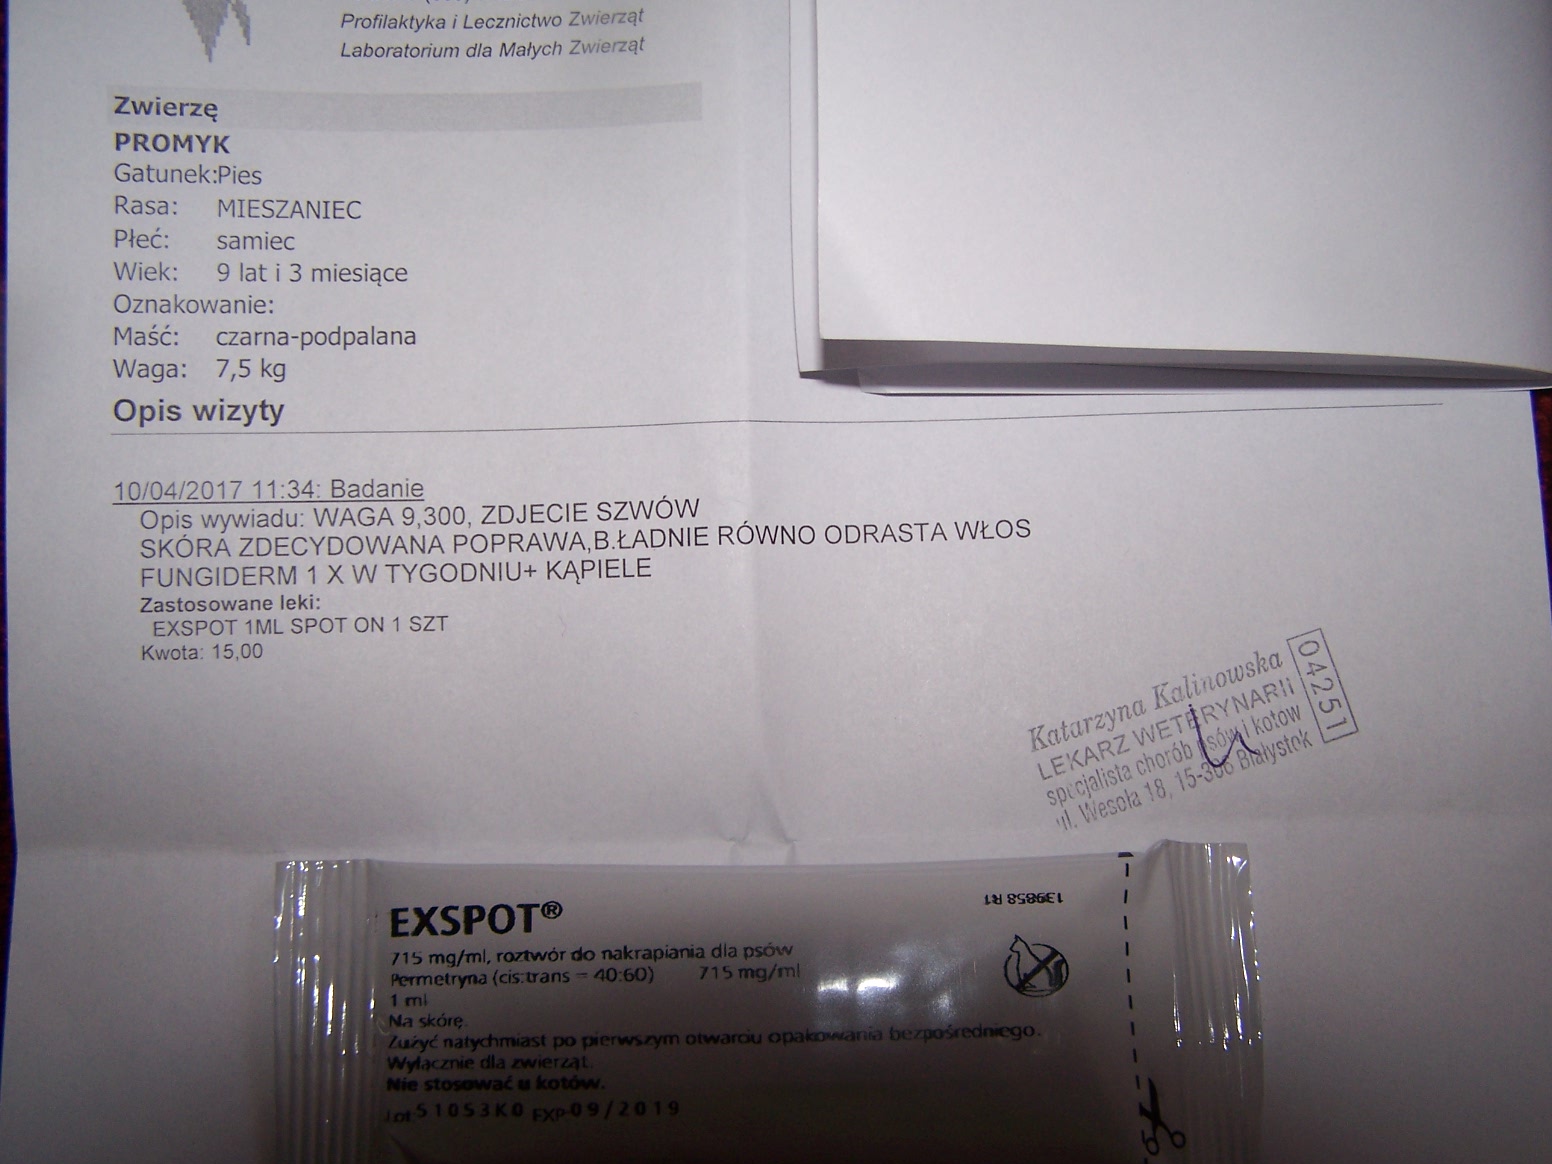 Profilaktyka i Lecznictwo Zwierząt
Laboratorium dla Małych Zwierząt
Zwierzę
PROMYK
Gatunek:Pies
Rasa: MIESZANIEC
Płeć: samiec
Wiek: 9 lat i 3 miesiące
Oznakowanie:
Maść: czarna-podpalana
Waga: 7,5 kg
Opis wizyty
10/04/2017 11:34: Badanie
Opis wywiadu: WAGA 9,300, ZDJECIE SZWÓW
SKÓRA ZDECYDOWANA POPRAWA,B.ŁADNIE RÓWNO ODRASTA WŁOS
FUNGIDERM 1 X W TYGODNIU+ KĄPIELE
Zastosowane leki:
EXSPOT 1ML SPOT ON 1 SZT
Kwota: 15,00
Katarzyna Kalinowska
LEKARZ WETERYNARII
specjalista chorób psów i kotow
ul. Wesoła 18, 15-306 Białystok
04251
EXSPOT®
139858 R1
715 mg/ml, roztwór do nakrapiania dla psów
Permetryna (cis:trans = 40:60) 715 mg/ml
1 ml
Na skórę.
Zużyć natychmiast po pierwszym otwarciu opakowania bezpośredniego.
Wyłącznie dla zwierząt.
Nie stosować u kotów.
Lot 51053K0 EXP 09/2019